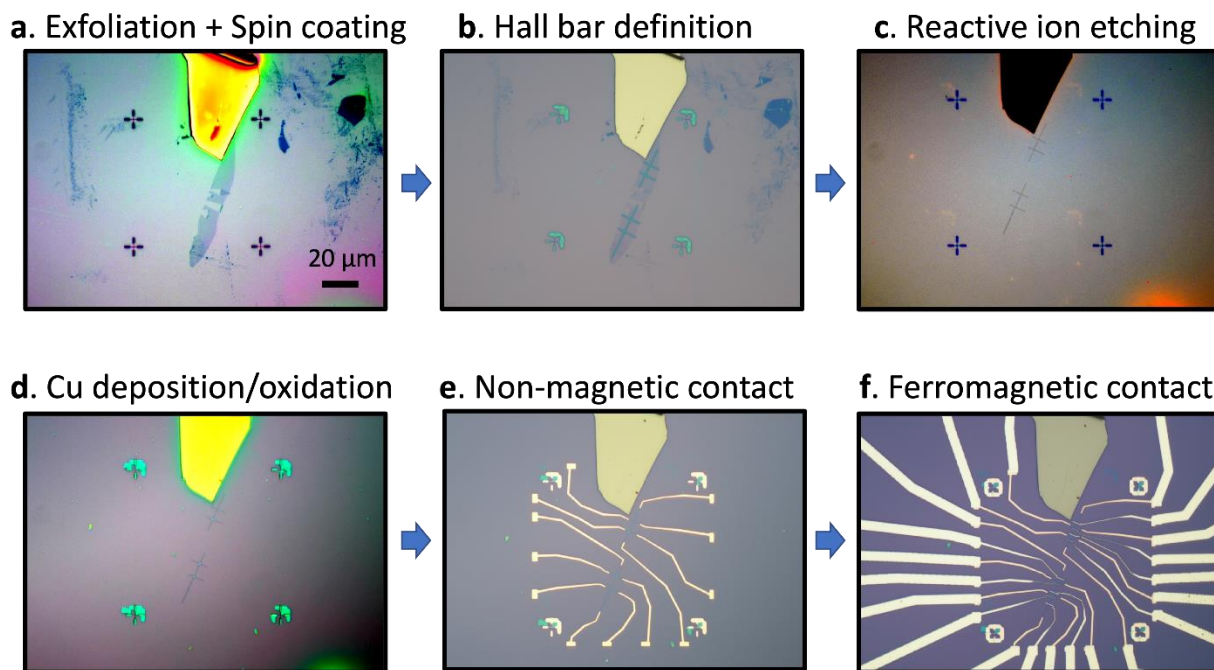 a. Exfoliation + Spin coating
b. Hall bar definition
c. Reactive ion etching
20 µm
d. Cu deposition/oxidation
e. Non-magnetic contact
f. Ferromagnetic contact